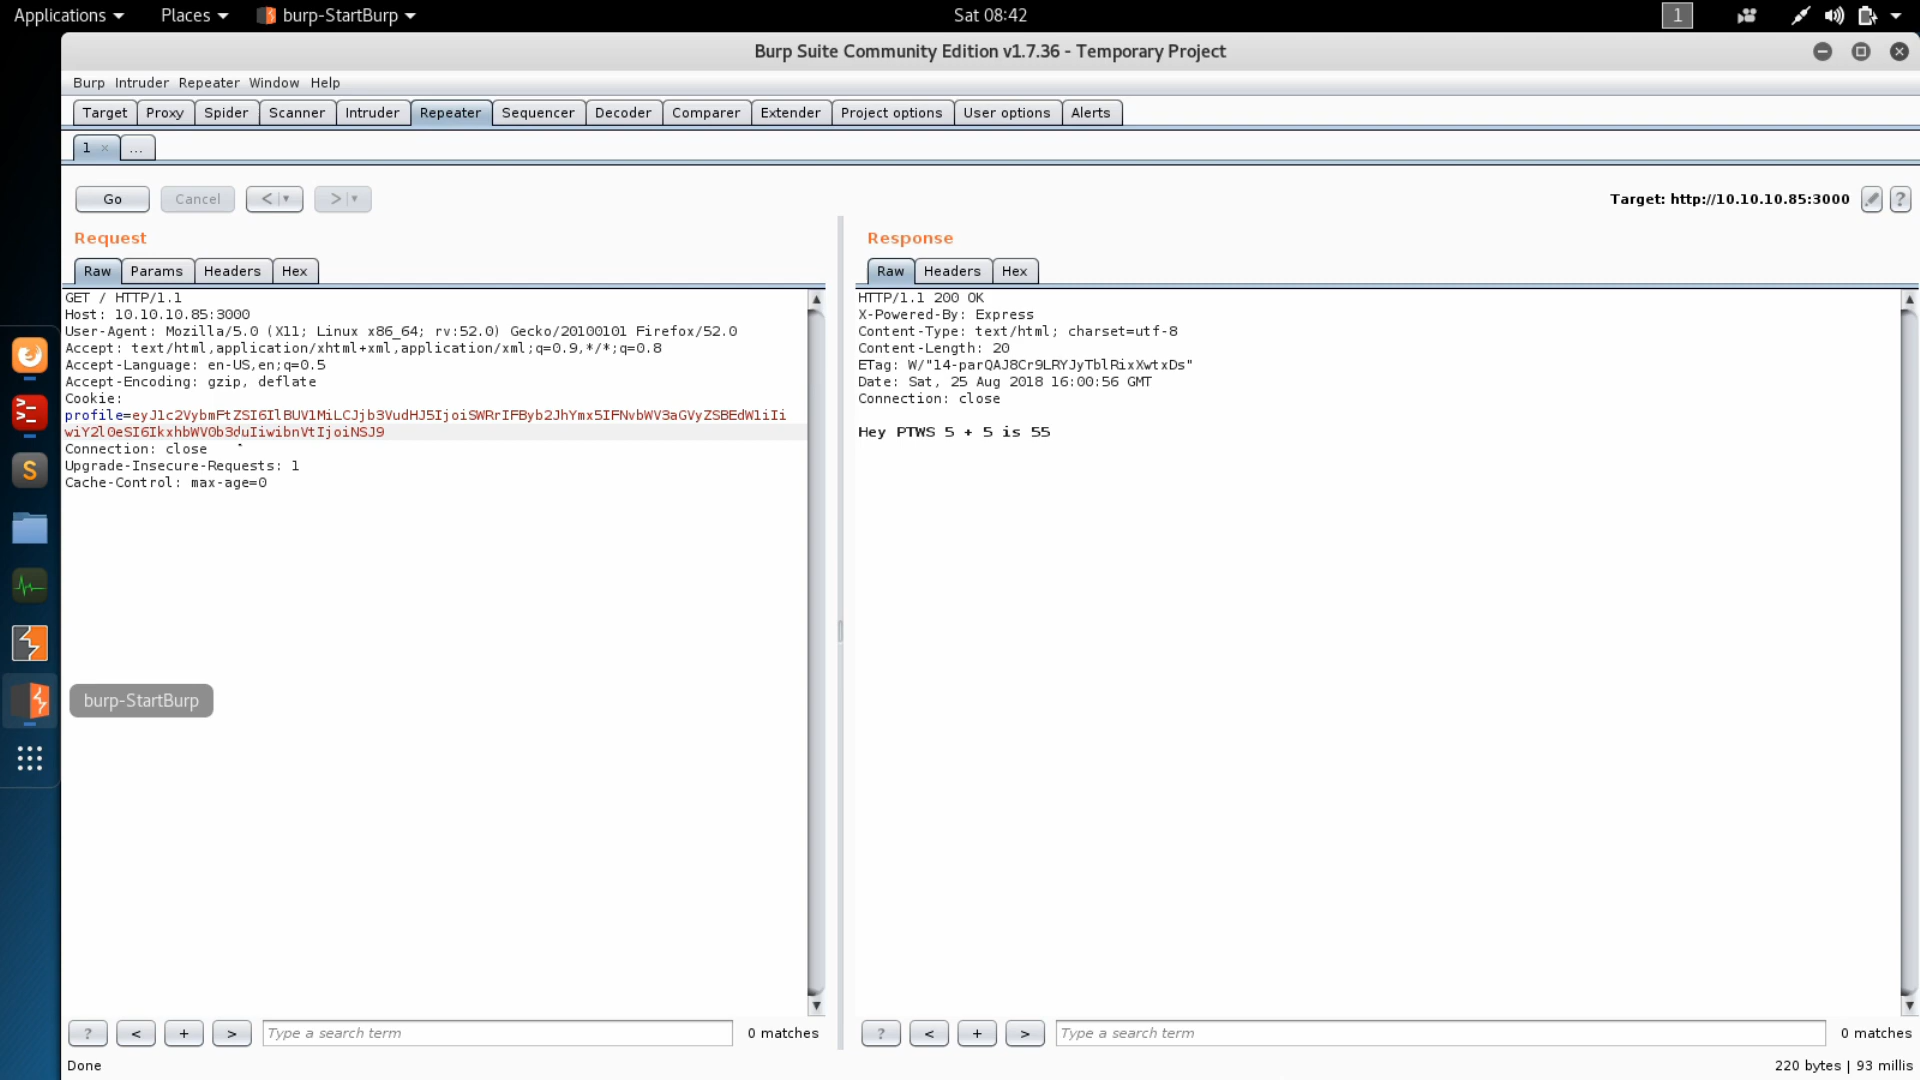 Applications Places burp-StartBurp Sat 08:42 1
Burp Suite Community Edition v1.7.36 - Temporary Project
Burp Intruder Repeater Window Help
Target Proxy Spider Scanner Intruder Repeater Sequencer Decoder Comparer Extender Project options User options Alerts
1 × ...
Go Cancel < > Target: http://10.10.10.85:3000 ?
Request
Raw Params Headers Hex
GET / HTTP/1.1
Host: 10.10.10.85:3000
User-Agent: Mozilla/5.0 (X11; Linux x86_64; rv:52.0) Gecko/20100101 Firefox/52.0
Accept: text/html,application/xhtml+xml,application/xml;q=0.9,*/*;q=0.8
Accept-Language: en-US,en;q=0.5
Accept-Encoding: gzip, deflate
Cookie:
profile=eyJ1c2VybmFtZSI6IlBUV1MiLCJjb3VudHJ5IjoiSWRrIFByb2JhYmx5IFNvbWV3aGVyZSBEdW1iIi
wiY2l0eSI6IkxhbWV0b3duIiwibnVtIjoiNSJ9
Connection: close
Upgrade-Insecure-Requests: 1
Cache-Control: max-age=0
Response
Raw Headers Hex
HTTP/1.1 200 OK
X-Powered-By: Express
Content-Type: text/html; charset=utf-8
Content-Length: 20
ETag: W/"14-parQAJ8Cr9LRYJyTblRixXwtxDs"
Date: Sat, 25 Aug 2018 16:00:56 GMT
Connection: close
Hey PTWS 5 + 5 is 55
S
burp-StartBurp
? < + > Type a search term 0 matches
? < + > Type a search term 0 matches
Done 220 bytes | 93 millis